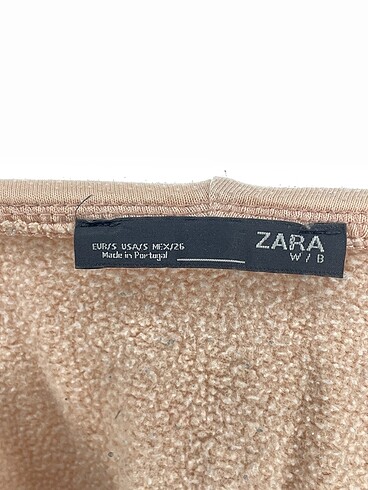 EUR/S USA/S MEX/26
Made in Portugal
ZARA
W / B